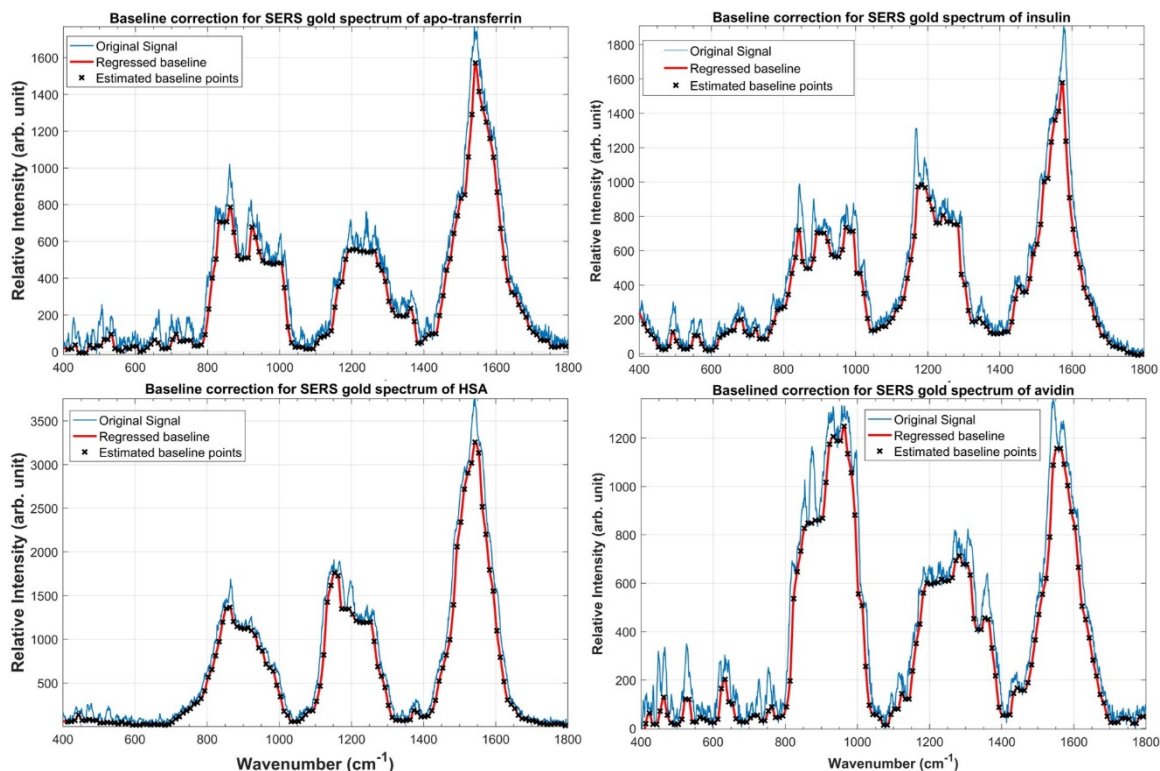 Baseline correction for SERS gold spectrum of apo-transferrin
Original Signal
Regressed baseline
Estimated baseline points
Relative Intensity (arb. unit)
1600
1400
1200
1000
800
600
400
200
0
400 600 800 1000 1200 1400 1600 1800
Baseline correction for SERS gold spectrum of insulin
Original Signal
Regressed baseline
Estimated baseline points
Relative Intensity (arb. unit)
1800
1600
1400
1200
1000
800
600
400
200
0
400 600 800 1000 1200 1400 1600 1800
Baseline correction for SERS gold spectrum of HSA
Original Signal
Regressed baseline
Estimated baseline points
Relative Intensity (arb. unit)
3500
3000
2500
2000
1500
1000
500
400 600 800 1000 1200 1400 1600 1800
Wavenumber (cm⁻¹)
Baselined correction for SERS gold spectrum of avidin
Original Signal
Regressed baseline
Estimated baseline points
Relative Intensity (arb. unit)
1200
1000
800
600
400
200
0
400 600 800 1000 1200 1400 1600 1800
Wavenumber (cm⁻¹)